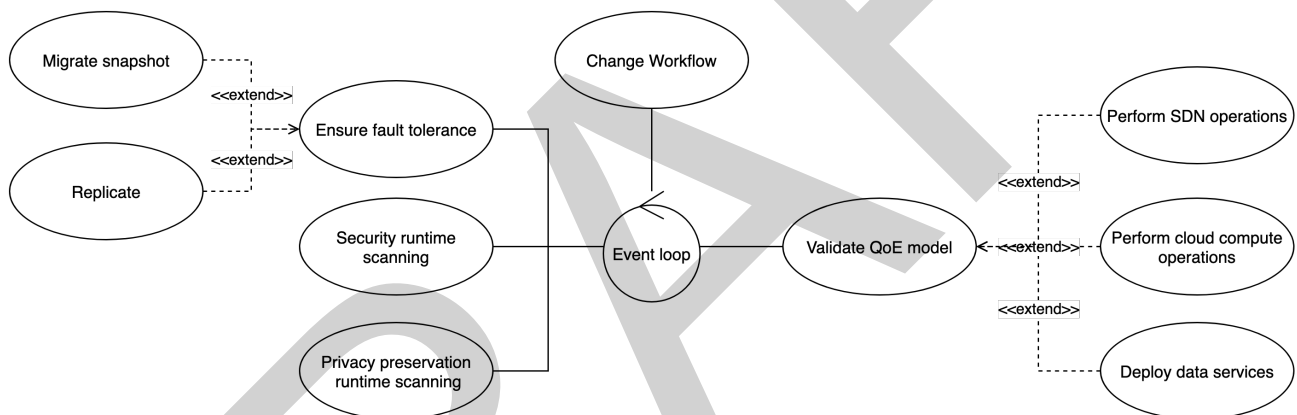 Migrate snapshot
<<extend>>
<<extend>>
Replicate
Ensure fault tolerance
Security runtime
scanning
Privacy preservation
runtime scanning
Change Workflow
Event loop
Validate QoE model
<<extend>>
<<extend>>
<<extend>>
Perform SDN operations
Perform cloud compute
operations
Deploy data services